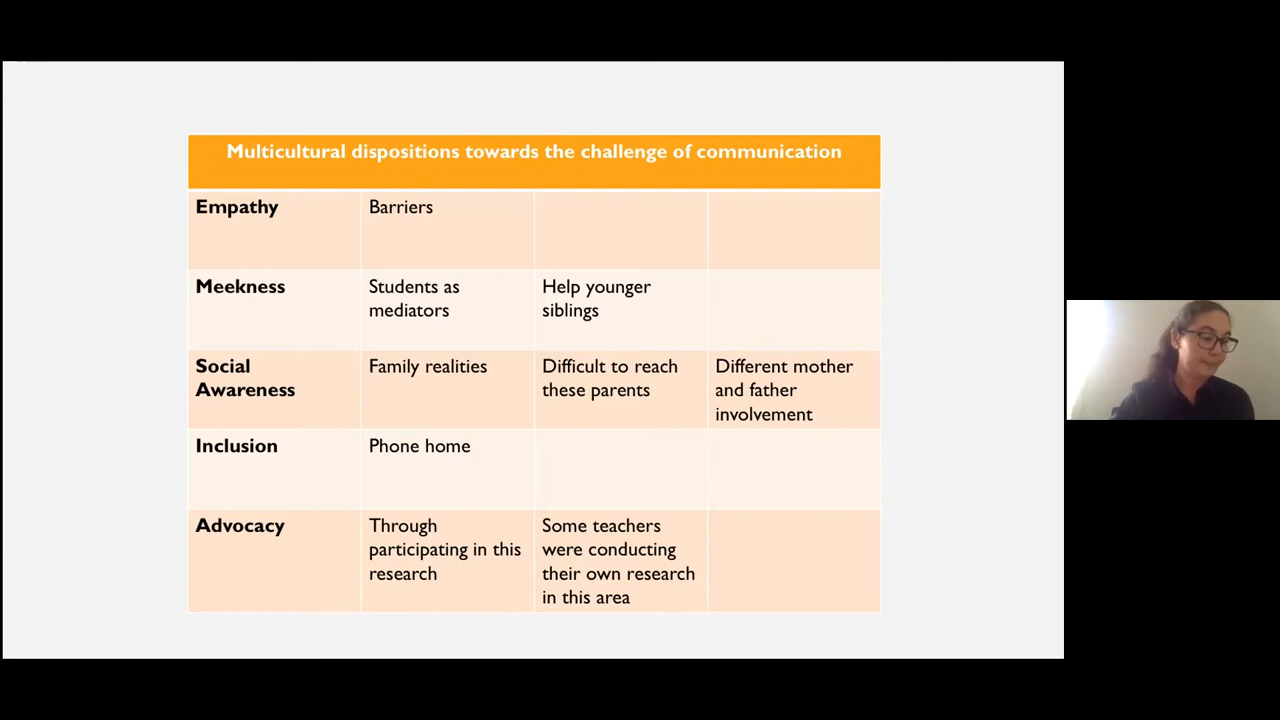 Multicultural dispositions towards the challenge of communication
Empathy
Barriers
Meekness
Students as
mediators
Help younger
siblings
Social
Awareness
Family realities
Difficult to reach
these parents
Different mother
and father
involvement
Inclusion
Phone home
Advocacy
Through
participating in this
research
Some teachers
were conducting
their own research
in this area